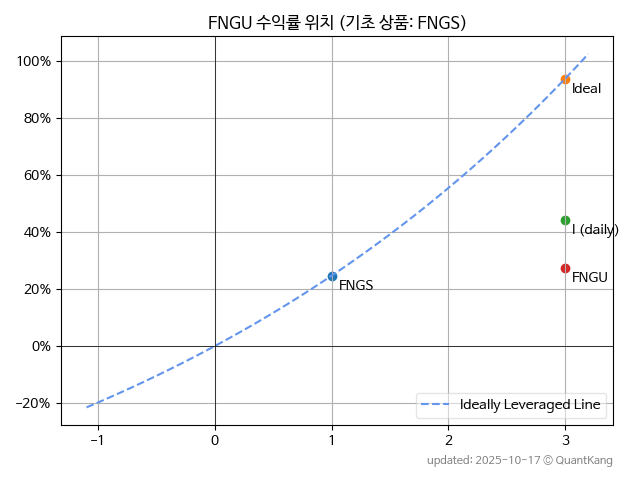 FNGU 수익률 위치 (기초 상품: FNGS)
100%
80%
60%
40%
20%
0%
−20%
Ideal
I (daily)
FNGU
FNGS
Ideally Leveraged Line
−1
0
1
2
3
updated: 2025-10-17 © QuantKang